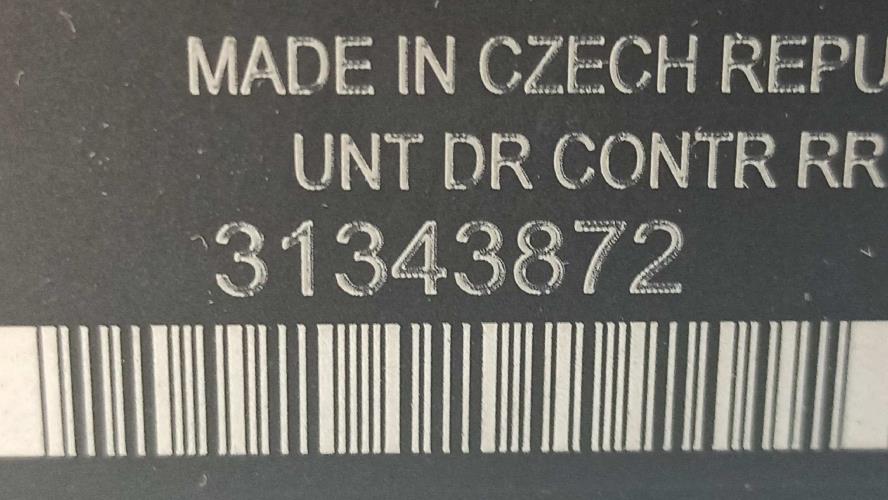 MADE IN CZECH REPU
UNT DR CONTR RR
31343872